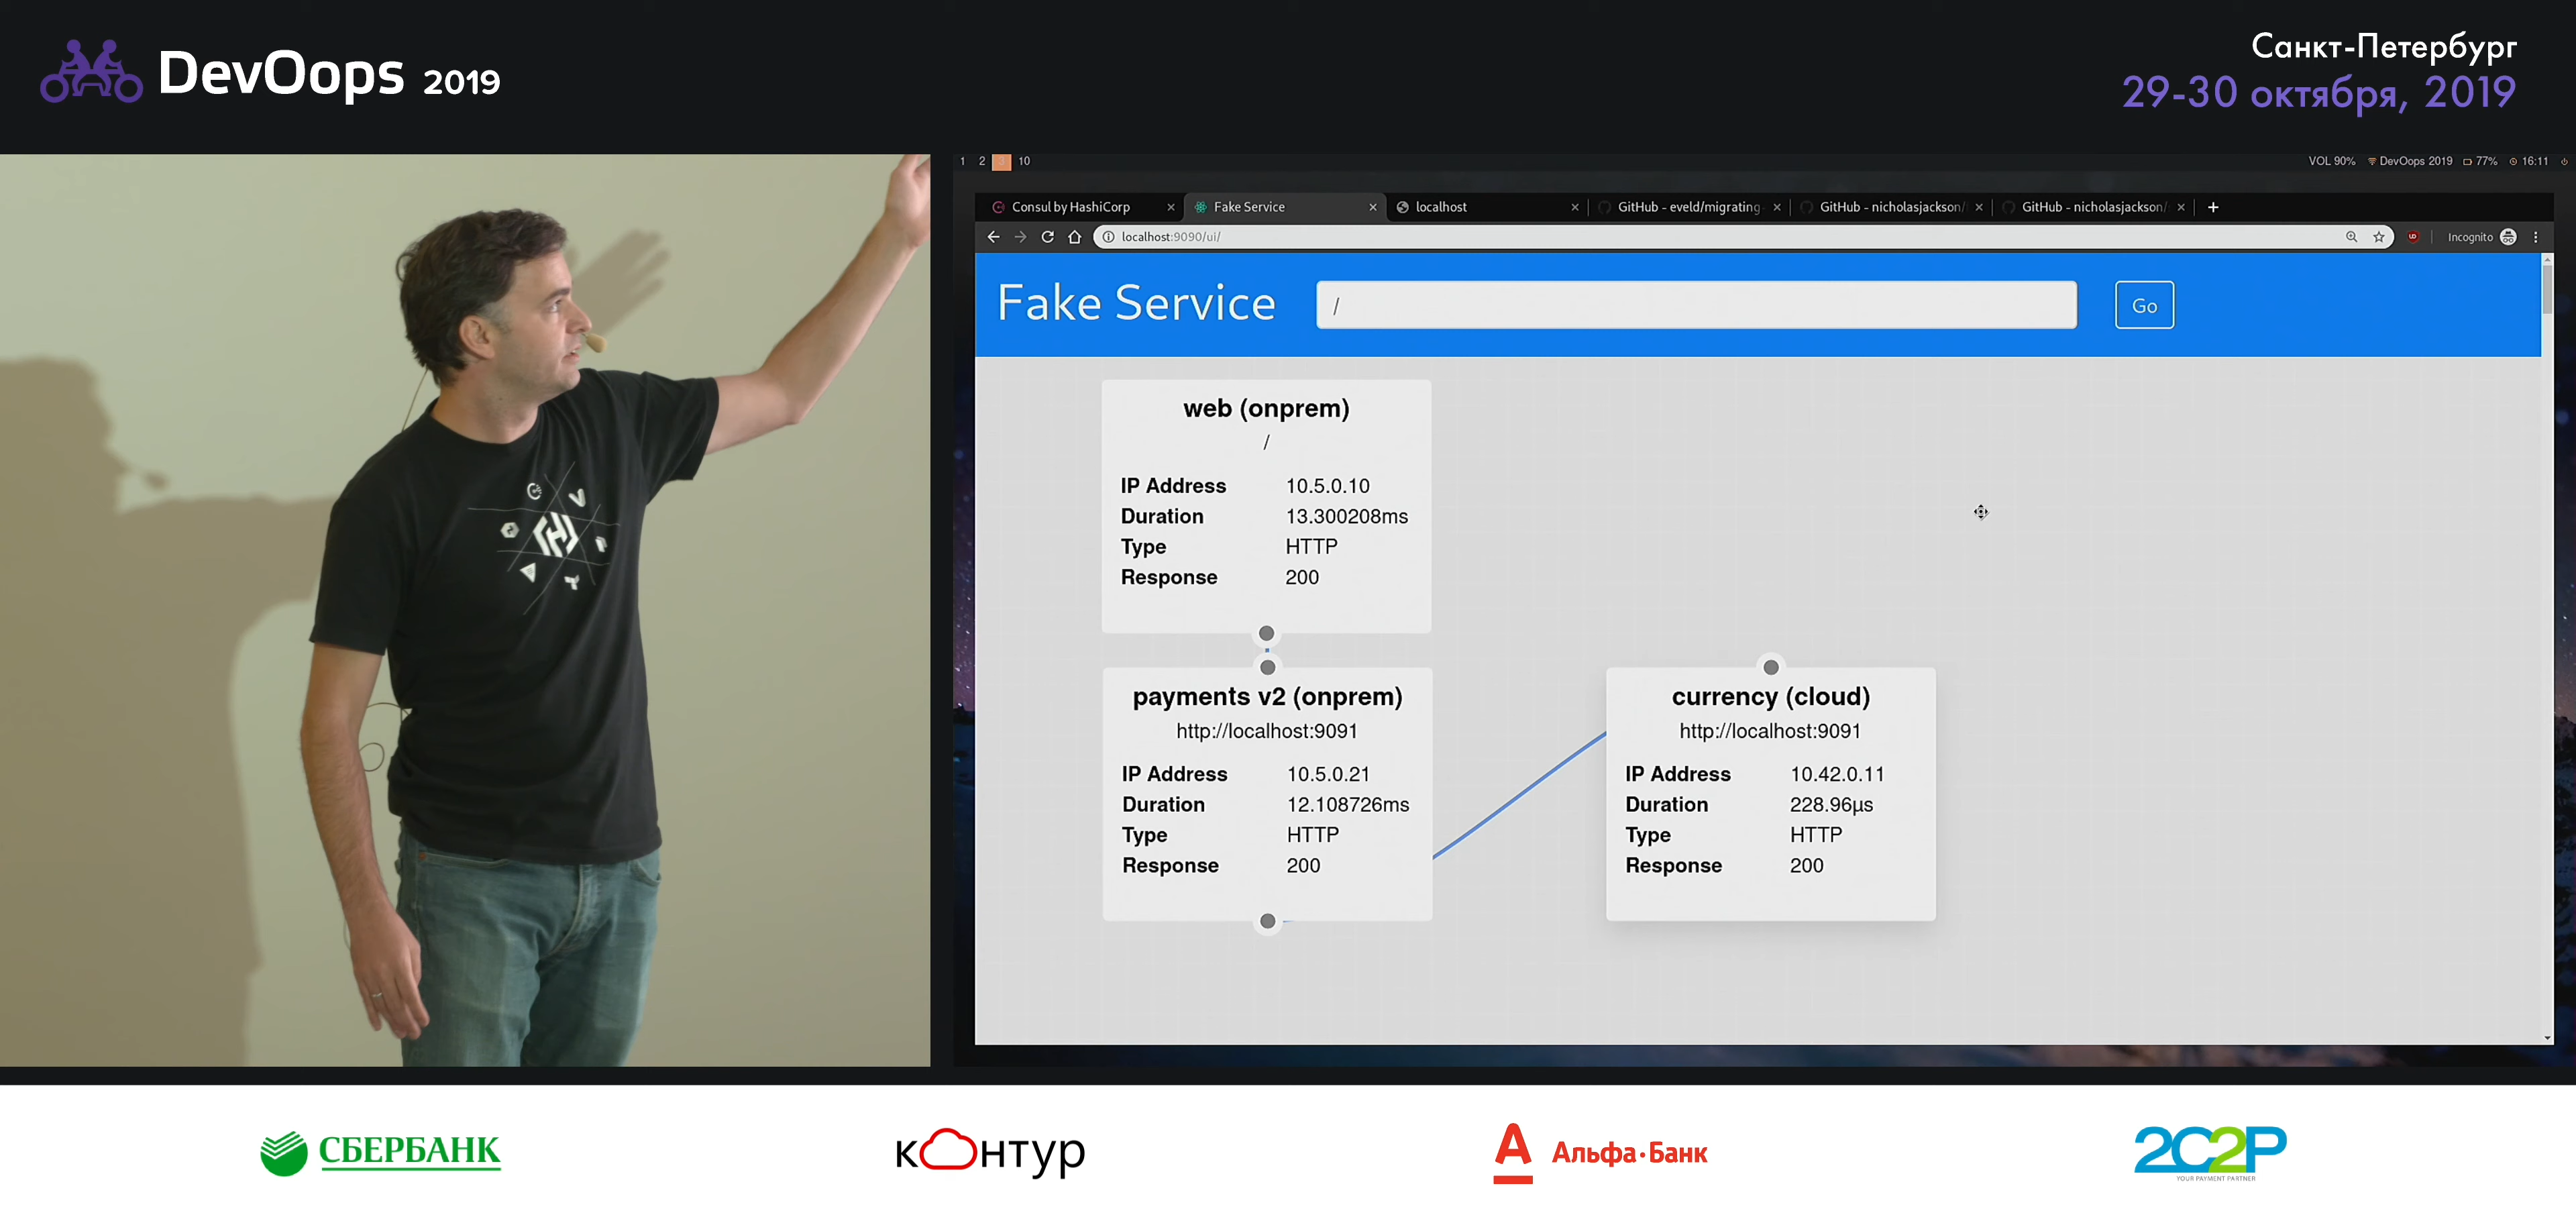 DevOops 2019
Санкт-Петербург
29-30 октября, 2019
1 2 3 10
VOL 90% DevOops 2019 77% 16:11
Consul by HashiCorp
Fake Service
localhost
GitHub - eveld/migrating-
GitHub - nicholasjackson/
GitHub - nicholasjackson/
localhost:9090/ui/
Incognito
Fake Service
/
Go
web (onprem)
/
IP Address 10.5.0.10
Duration 13.300208ms
Type HTTP
Response 200
payments v2 (onprem)
http://localhost:9091
IP Address 10.5.0.21
Duration 12.108726ms
Type HTTP
Response 200
currency (cloud)
http://localhost:9091
IP Address 10.42.0.11
Duration 228.96µs
Type HTTP
Response 200
СБЕРБАНК
контур
А Альфа·Банк
2C2P
YOUR PAYMENT PARTNER